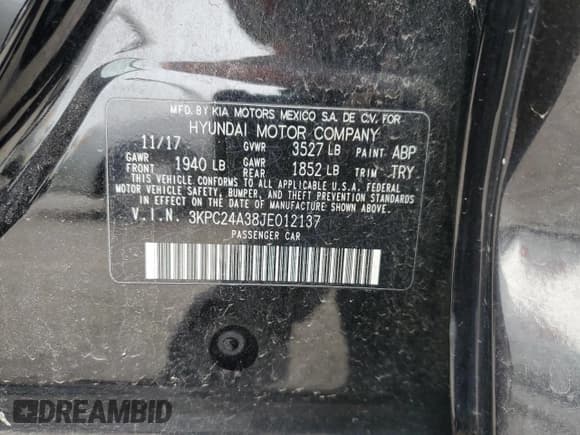 MFD. BY KIA MOTORS MEXICO S.A. DE C.V. FOR
HYUNDAI MOTOR COMPANY
11/17 GVWR 3527 LB PAINT ABP
GAWR FRONT 1940 LB GAWR REAR 1852 LB TRIM TRY
THIS VEHICLE CONFORMS TO ALL APPLICABLE U.S.A. FEDERAL
MOTOR VEHICLE SAFETY, BUMPER, AND THEFT PREVENTION STANDARDS
IN EFFECT ON THE DATE OF MANUFACTURE SHOWN ABOVE.
V.I.N. 3KPC24A38JE012137
PASSENGER CAR
DREAMBID